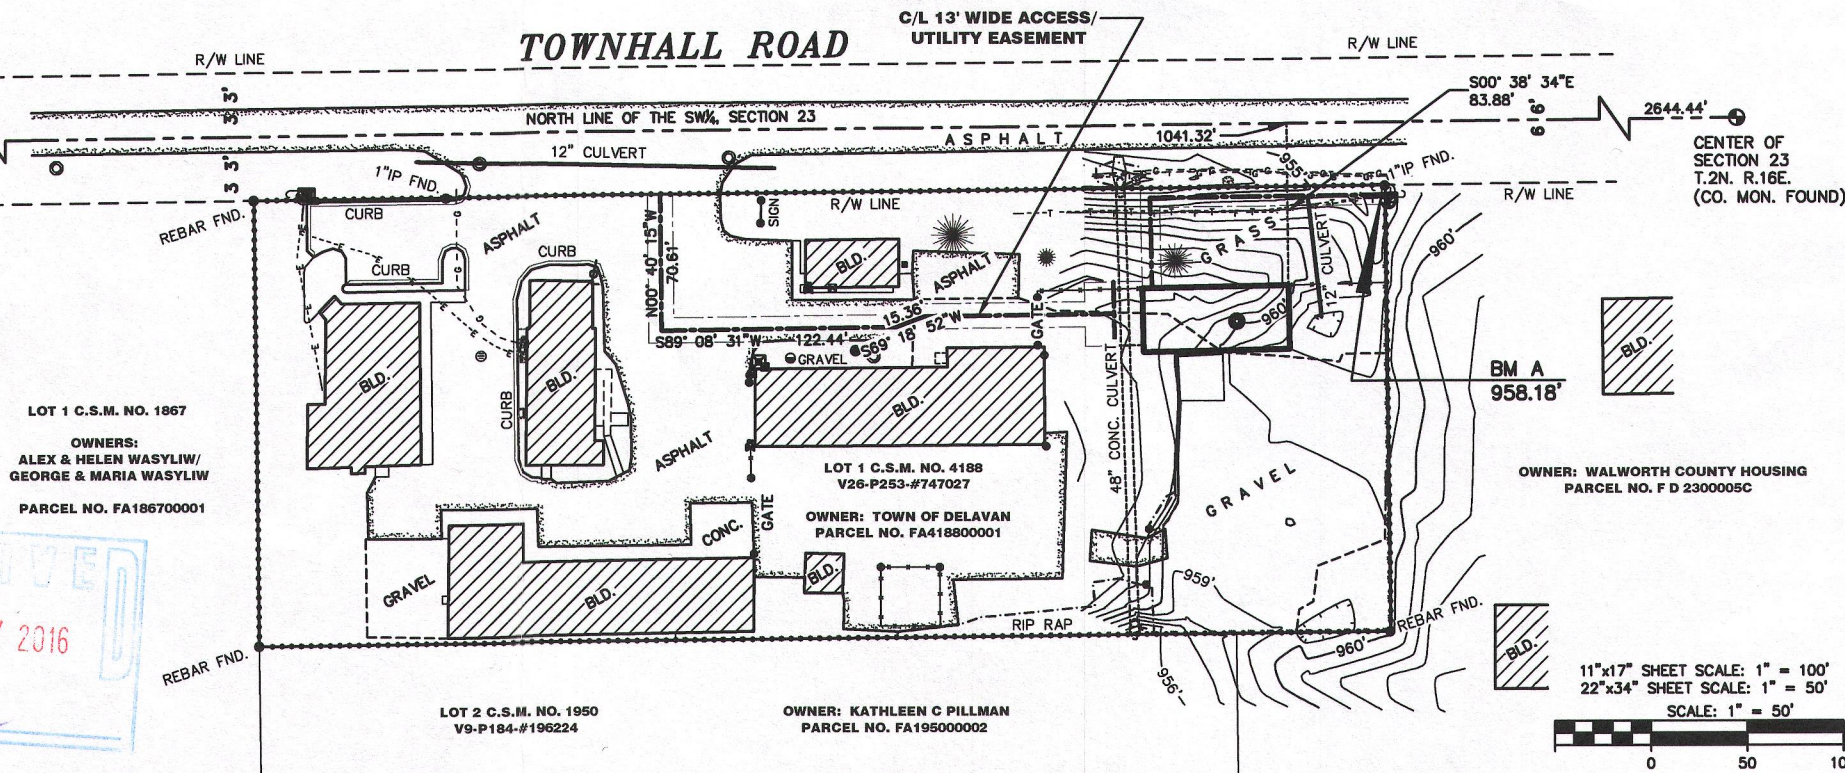 C/L 13' WIDE ACCESS/
UTILITY EASEMENT
TOWNHALL ROAD
R/W LINE
R/W LINE
S00° 38' 34"E
83.88'
33'
NORTH LINE OF THE SW¼, SECTION 23
ASPHALT
1041.32'
66'
2644.44'
CENTER OF
SECTION 23
T.2N. R.16E.
(CO. MON. FOUND)
12" CULVERT
33'
1"IP FND.
955'
1"IP FND.
R/W LINE
R/W LINE
REBAR FND.
CURB
ASPHALT
SIGN
N00° 40' 15"W
70.61'
GRASS
12" CULVERT
960'
CURB
CURB
BLD.
ASPHALT
960'
15.36'
S69° 18' 52"W
GATE
S89° 08' 31"W
122.44'
GRAVEL
BLD.
BLD.
BLD.
CURB
BLD.
BM A
958.18'
BLD.
LOT 1 C.S.M. NO. 1867
OWNERS:
ALEX & HELEN WASYLIW/
GEORGE & MARIA WASYLIW
PARCEL NO. FA186700001
ASPHALT
48" CONC. CULVERT
LOT 1 C.S.M. NO. 4188
V26-P253-#747027
OWNER: TOWN OF DELAVAN
PARCEL NO. FA418800001
GATE
GRAVEL
OWNER: WALWORTH COUNTY HOUSING
PARCEL NO. F D 2300005C
CONC.
GRAVEL
BLD.
BLD.
959'
RIP RAP
REBAR FND.
960'
BLD.
2016
REBAR FND.
956'
LOT 2 C.S.M. NO. 1950
V9-P184-#196224
OWNER: KATHLEEN C PILLMAN
PARCEL NO. FA195000002
11"x17" SHEET SCALE: 1" = 100'
22"x34" SHEET SCALE: 1" = 50'
SCALE: 1" = 50'
0 50